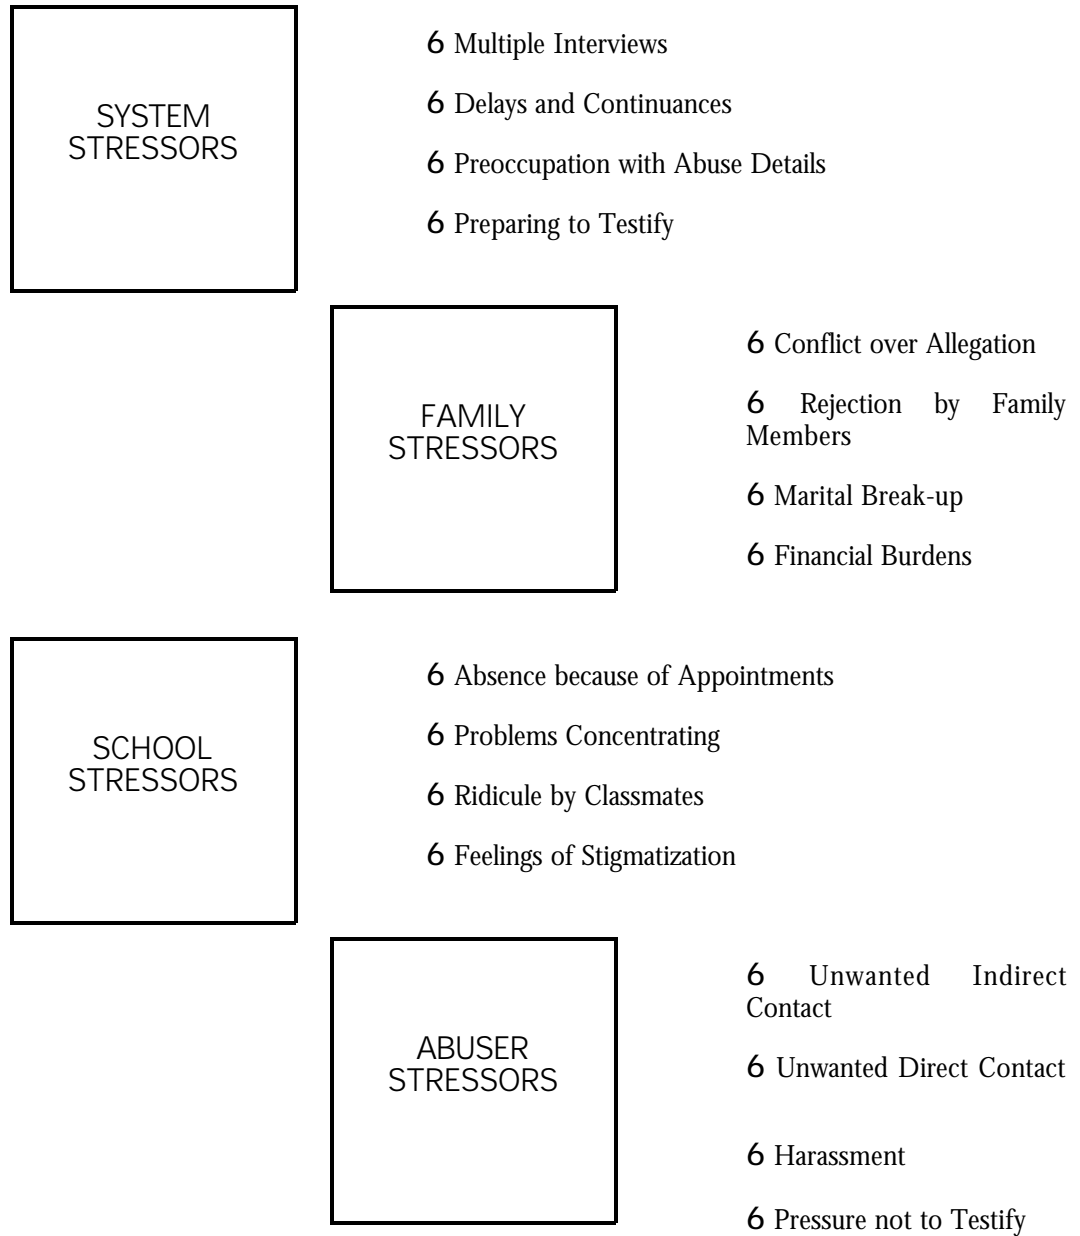 SYSTEM
STRESSORS
6 Multiple Interviews
6 Delays and Continuances
6 Preoccupation with Abuse Details
6 Preparing to Testify
FAMILY
STRESSORS
6 Conflict over Allegation
6 Rejection by Family
Members
6 Marital Break-up
6 Financial Burdens
SCHOOL
STRESSORS
6 Absence because of Appointments
6 Problems Concentrating
6 Ridicule by Classmates
6 Feelings of Stigmatization
ABUSER
STRESSORS
6 Unwanted Indirect
Contact
6 Unwanted Direct Contact
6 Harassment
6 Pressure not to Testify